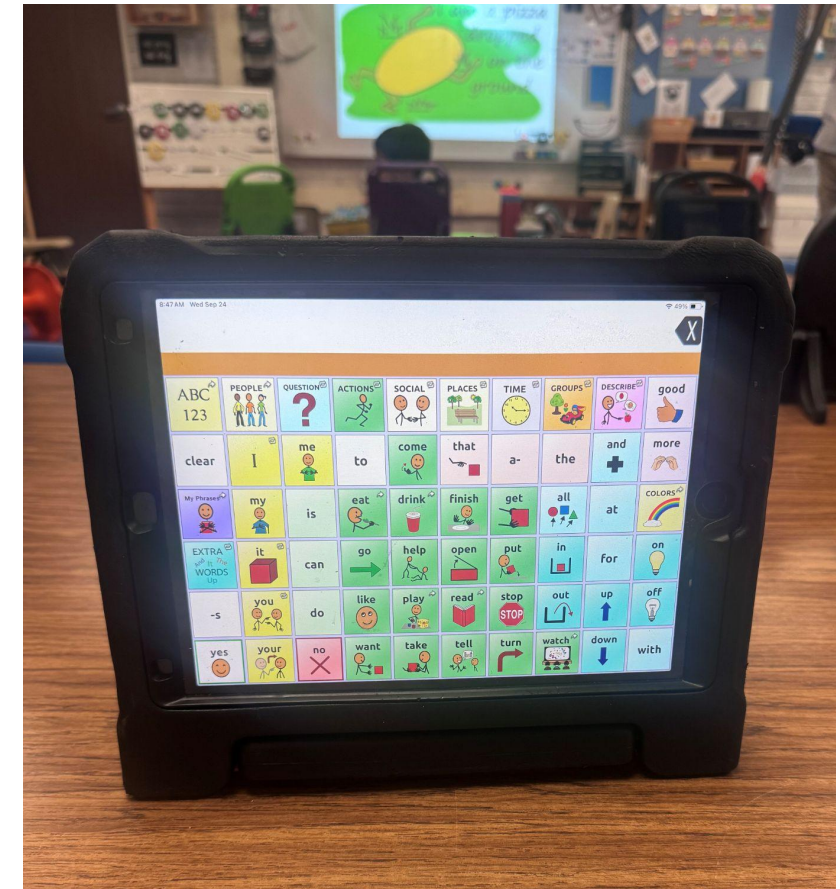 8:47 AM Wed Sep 24 49%
X
ABC 123 PEOPLE QUESTION ACTIONS SOCIAL PLACES TIME GROUPS DESCRIBE good
clear I me to come that a- the and more
My Phrases my is eat drink finish get all at COLORS
EXTRA WORDS Up it can go help open put in for on
-s you do like play read stop STOP out up off
yes your no want take tell turn watch down with